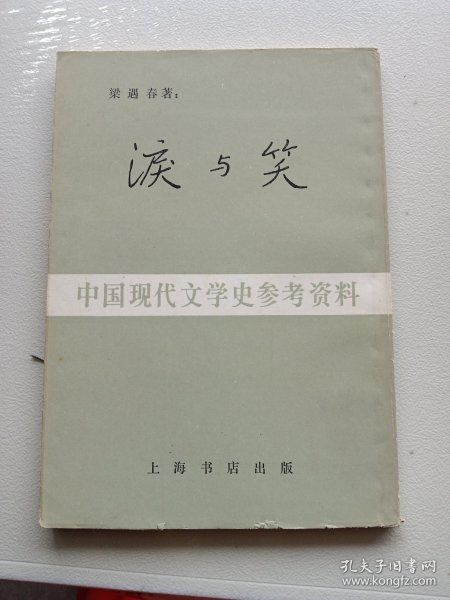 梁遇春著：
淚与笑
中国现代文学史参考资料
上海书店出版
孔夫子旧书网
www.kongfz.com